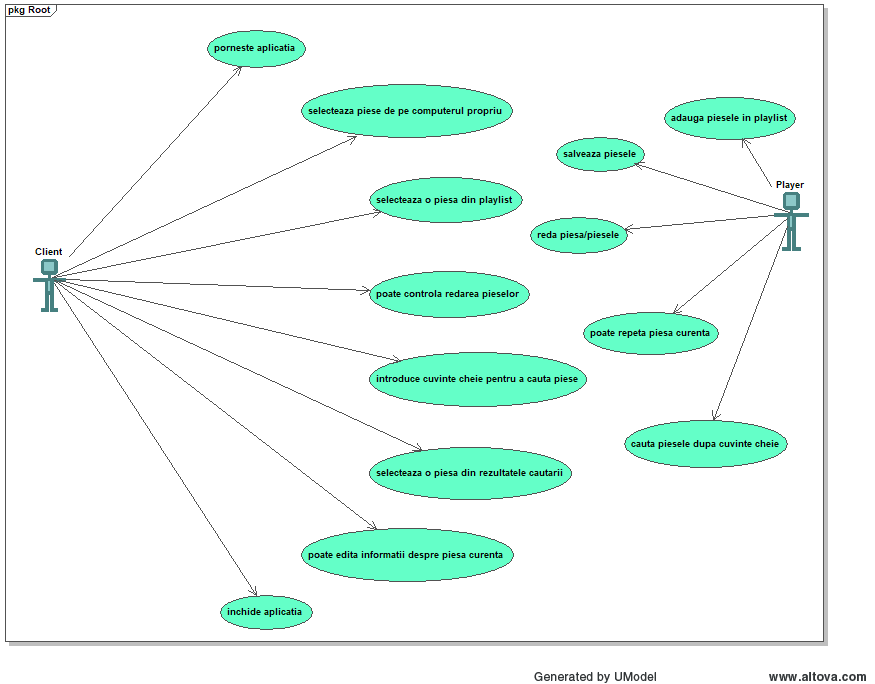 pkg Root
porneste aplicatia
selecteaza piese de pe computerul propriu
adauga piesele in playlist
salveaza piesele
Player
selecteaza o piesa din playlist
reda piesa/piesele
Client
poate controla redarea pieselor
poate repeta piesa curenta
introduce cuvinte cheie pentru a cauta piese
cauta piesele dupa cuvinte cheie
selecteaza o piesa din rezultatele cautarii
poate edita informatii despre piesa curenta
inchide aplicatia
Generated by UModel
www.altova.com